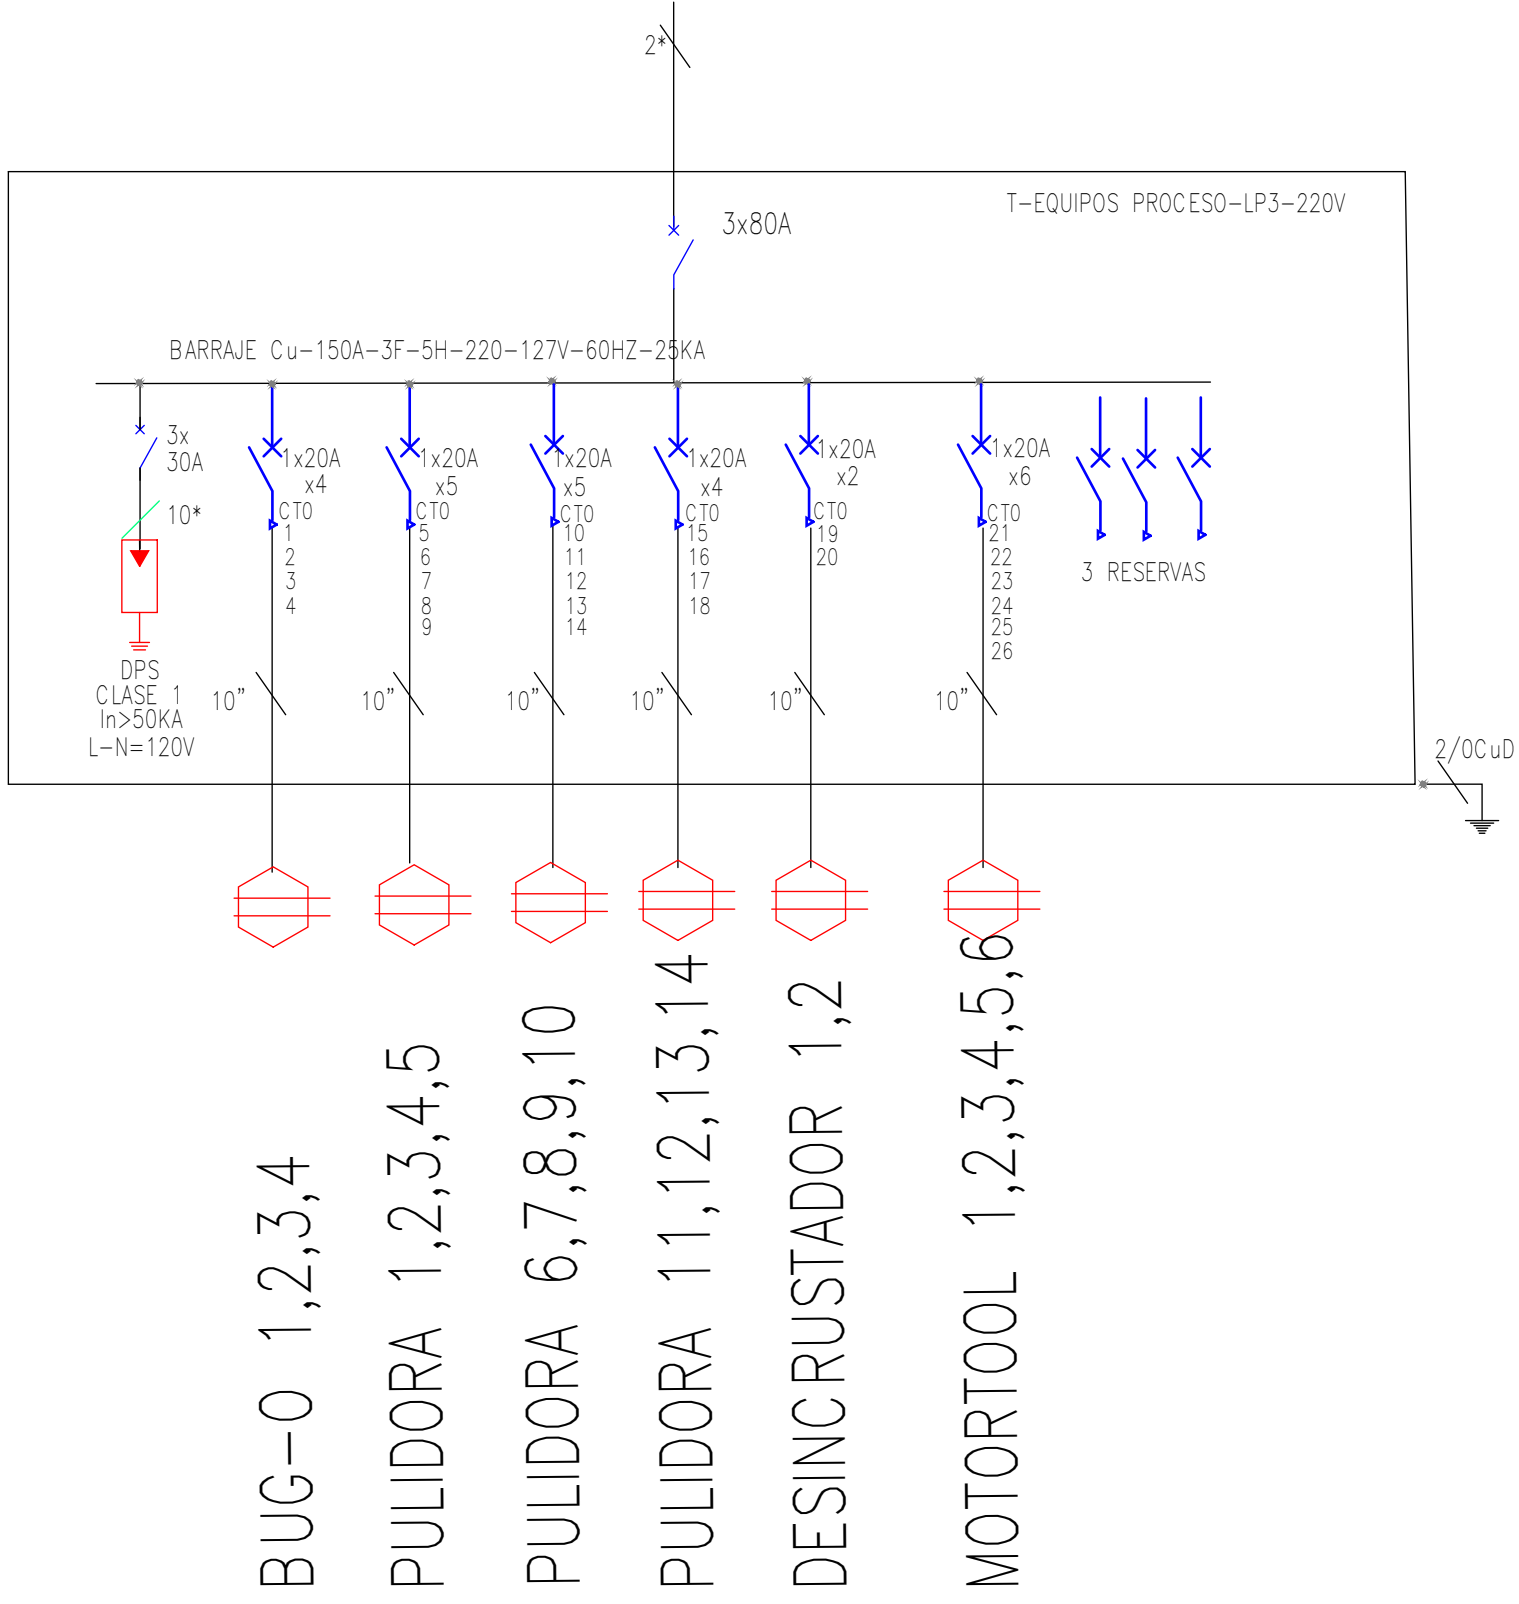 2*
T-EQUIPOS PROCESO-LP3-220V
3x80A
BARRAJE Cu-150A-3F-5H-220-127V-60HZ-25KA
3x
30A
10*
DPS
CLASE 1
In>50KA
L-N=120V
1x20A
x4
CTO
1
2
3
4
10"
1x20A
x5
CTO
5
6
7
8
9
10"
1x20A
x5
CTO
10
11
12
13
14
10"
1x20A
x4
CTO
15
16
17
18
10"
1x20A
x2
CTO
19
20
10"
1x20A
x6
CTO
21
22
23
24
25
26
10"
3 RESERVAS
2/0CuD
BUG-O 1,2,3,4
PULIDORA 1,2,3,4,5
PULIDORA 6,7,8,9,10
PULIDORA 11,12,13,14
DESINCRUSTADOR 1,2
MOTORTOOL 1,2,3,4,5,6